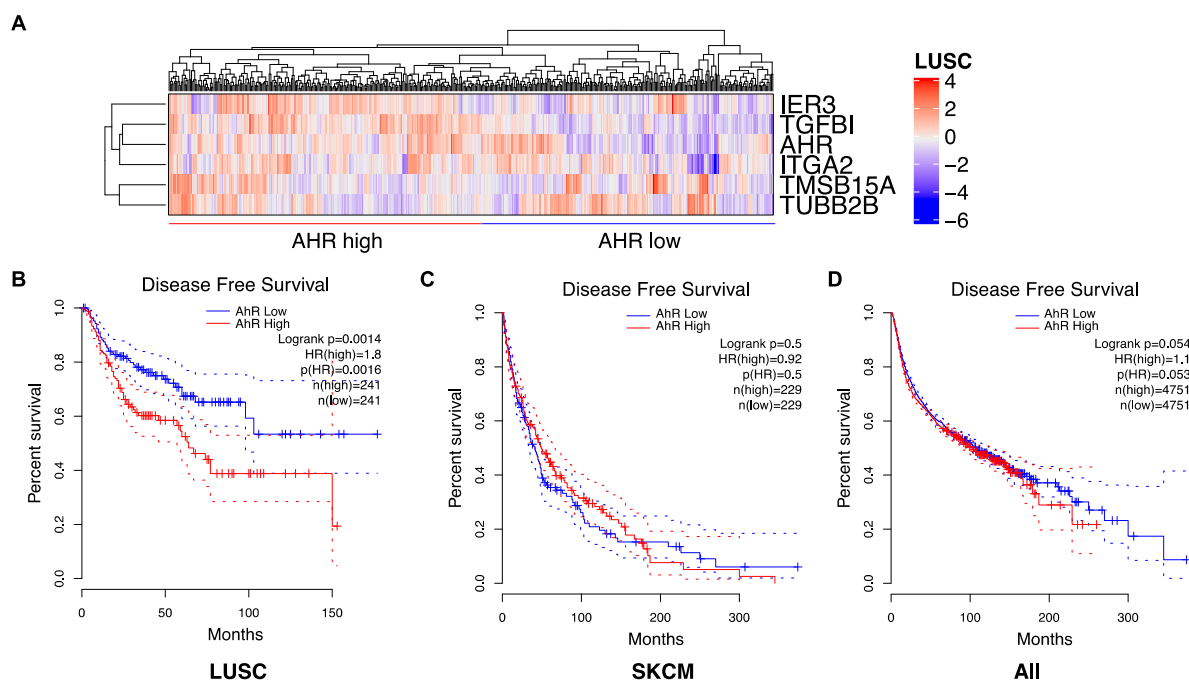 A
LUSC
4
2
0
−2
−4
−6
IER3
TGFBI
AHR
ITGA2
TMSB15A
TUBB2B
AHR high
AHR low
B
Disease Free Survival
AhR Low
AhR High
Logrank p=0.0014
HR(high)=1.8
p(HR)=0.0016
n(high)=241
n(low)=241
Percent survival
1.0
0.8
0.6
0.4
0.2
0.0
0
50
100
150
Months
LUSC
C
Disease Free Survival
AhR Low
AhR High
Logrank p=0.5
HR(high)=0.92
p(HR)=0.5
n(high)=229
n(low)=229
Percent survival
1.0
0.8
0.6
0.4
0.2
0.0
0
100
200
300
Months
SKCM
D
Disease Free Survival
AhR Low
AhR High
Logrank p=0.054
HR(high)=1.1
p(HR)=0.053
n(high)=4751
n(low)=4751
Percent survival
1.0
0.8
0.6
0.4
0.2
0.0
0
100
200
300
Months
All